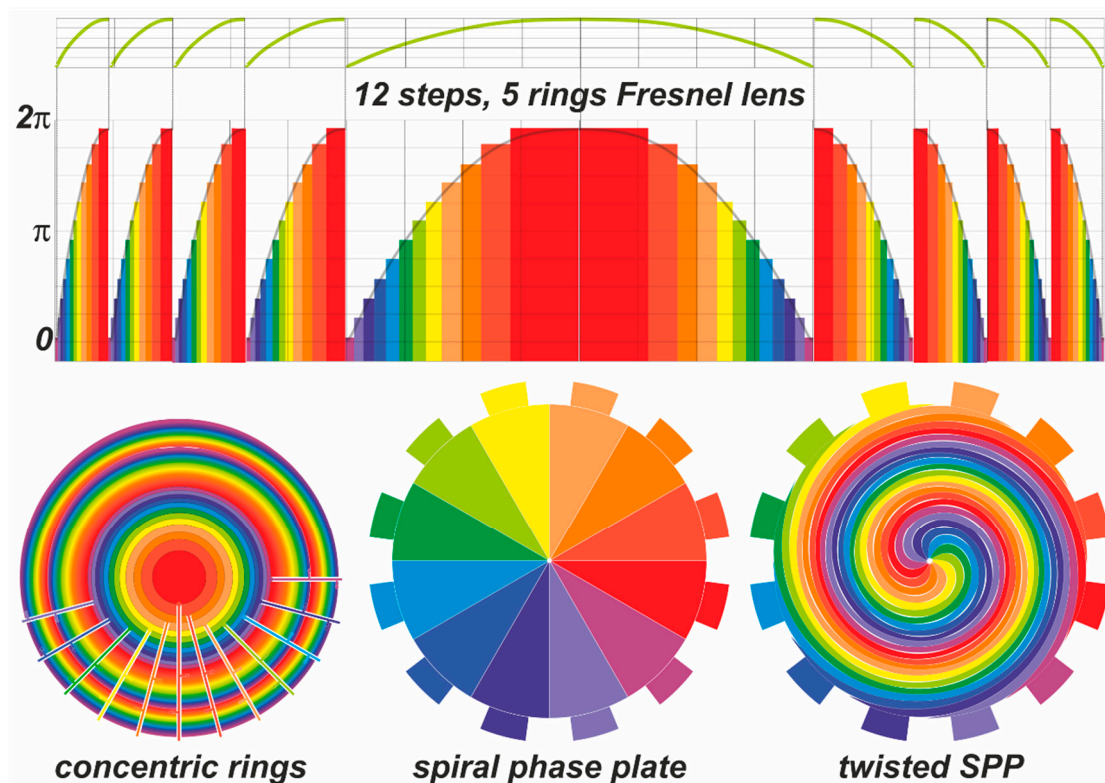 12 steps, 5 rings Fresnel lens
2π
π
0
concentric rings
spiral phase plate
twisted SPP